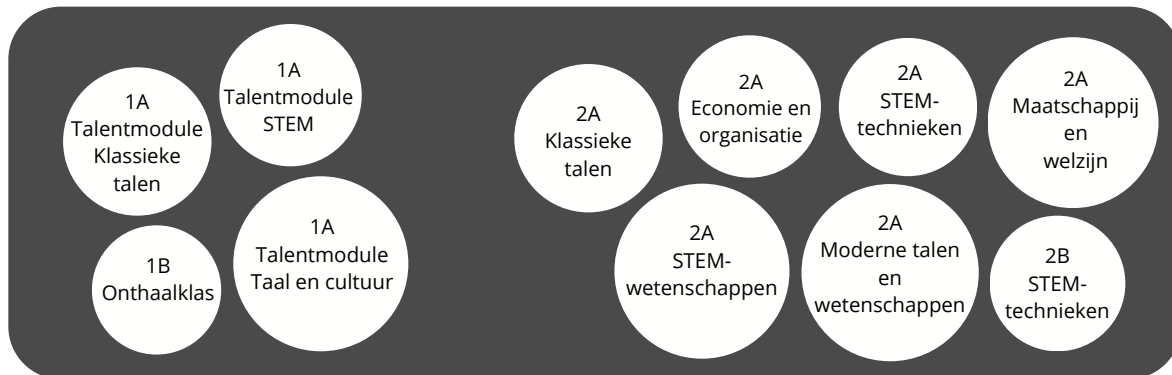 1A
Talentmodule
Klassieke
talen
1A
Talentmodule
STEM
1B
Onthaalklas
1A
Talentmodule
Taal en cultuur
2A
Klassieke
talen
2A
Economie en
organisatie
2A
STEM-
technieken
2A
Maatschappij
en
welzijn
2A
STEM-
wetenschappen
2A
Moderne talen
en
wetenschappen
2B
STEM-
technieken